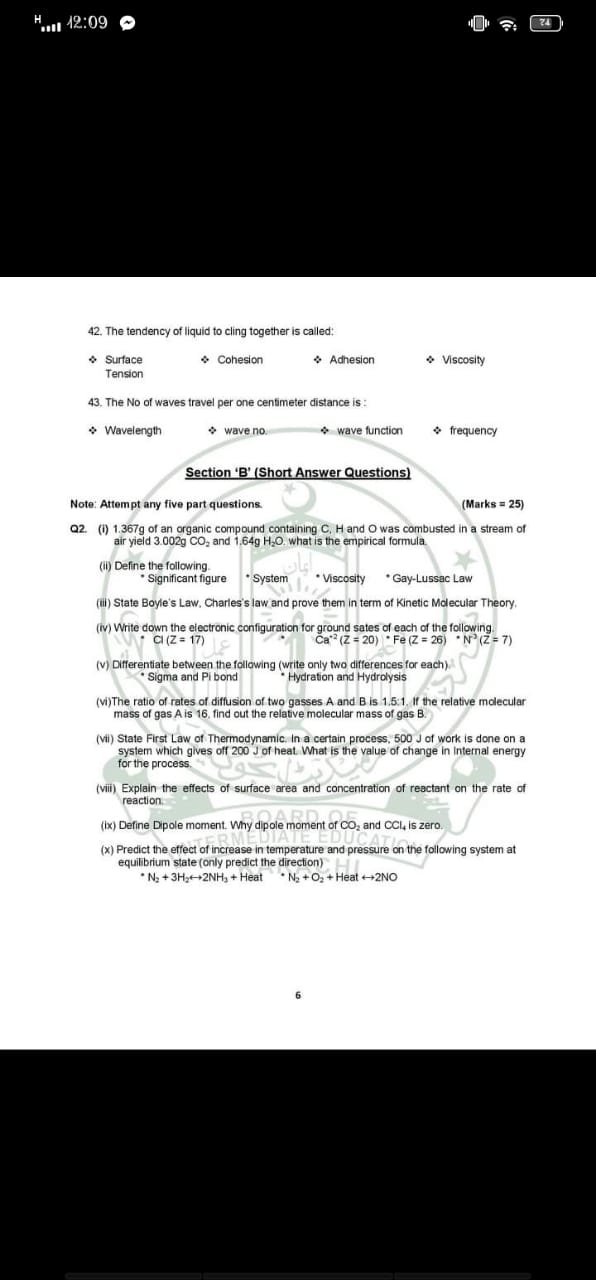 H 12:09 74
42. The tendency of liquid to cling together is called:
❖ Surface Tension ❖ Cohesion ❖ Adhesion ❖ Viscosity
43. The No of waves travel per one centimeter distance is :
❖ Wavelength ❖ wave no. ❖ wave function ❖ frequency
Section 'B' (Short Answer Questions)
Note: Attempt any five part questions. (Marks = 25)
Q2. (i) 1.367g of an organic compound containing C, H and O was combusted in a stream of
air yield 3.002g CO₂ and 1.64g H₂O. what is the empirical formula.
(ii) Define the following.
* Significant figure * System * Viscosity * Gay-Lussac Law
(iii) State Boyle's Law, Charles's law and prove them in term of Kinetic Molecular Theory.
(iv) Write down the electronic configuration for ground sates of each of the following.
* Cl (Z = 17) * Ca⁺² (Z = 20) * Fe (Z = 26) * N⁻³ (Z = 7)
(v) Differentiate between the following (write only two differences for each).
* Sigma and Pi bond * Hydration and Hydrolysis
(vi)The ratio of rates of diffusion of two gasses A and B is 1.5:1. If the relative molecular
mass of gas A is 16, find out the relative molecular mass of gas B.
(vii) State First Law of Thermodynamic. In a certain process, 500 J of work is done on a
system which gives off 200 J of heat. What is the value of change in Internal energy
for the process.
(viii) Explain the effects of surface area and concentration of reactant on the rate of
reaction.
(ix) Define Dipole moment. Why dipole moment of CO₂ and CCl₄ is zero.
(x) Predict the effect of increase in temperature and pressure on the following system at
equilibrium state (only predict the direction)
* N₂ + 3H₂↔2NH₃ + Heat * N₂ + O₂ + Heat ↔2NO
BOARD OF
INTERMEDIATE EDUCATION
KARACHI
6